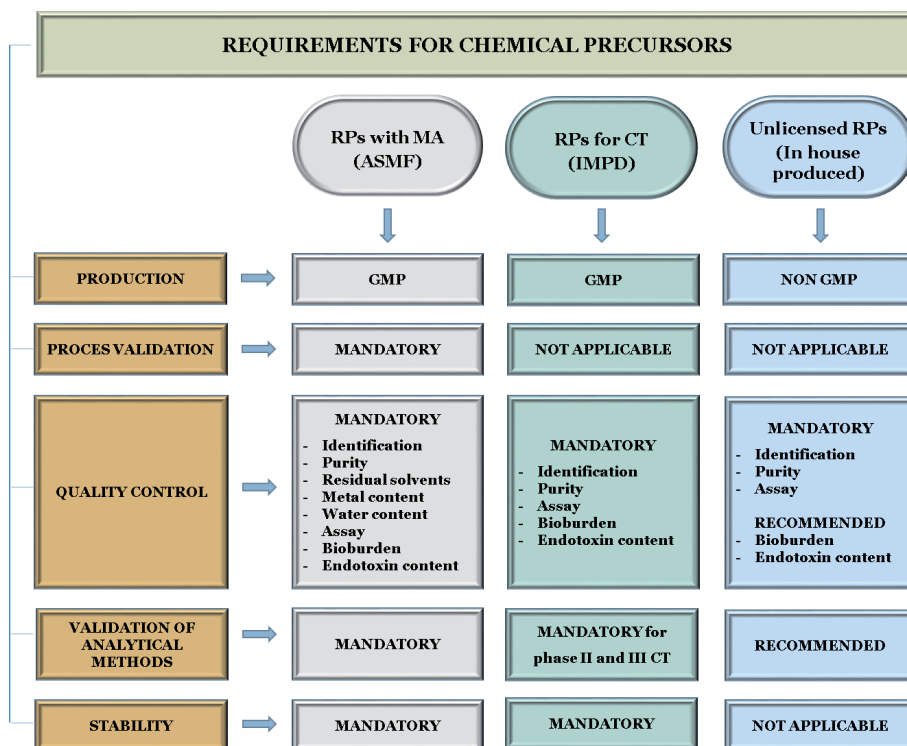 REQUIREMENTS FOR CHEMICAL PRECURSORS
RPs with MA
(ASMF)
RPs for CT
(IMPD)
Unlicensed RPs
(In house
produced)
PRODUCTION
GMP
GMP
NON GMP
PROCES VALIDATION
MANDATORY
NOT APPLICABLE
NOT APPLICABLE
QUALITY CONTROL
MANDATORY
- Identification
- Purity
- Residual solvents
- Metal content
- Water content
- Assay
- Bioburden
- Endotoxin content
MANDATORY
- Identification
- Purity
- Assay
- Bioburden
- Endotoxin content
MANDATORY
- Identification
- Purity
- Assay
RECOMMENDED
- Bioburden
- Endotoxin content
VALIDATION OF
ANALYTICAL
METHODS
MANDATORY
MANDATORY for
phase II and III CT
RECOMMENDED
STABILITY
MANDATORY
MANDATORY
NOT APPLICABLE